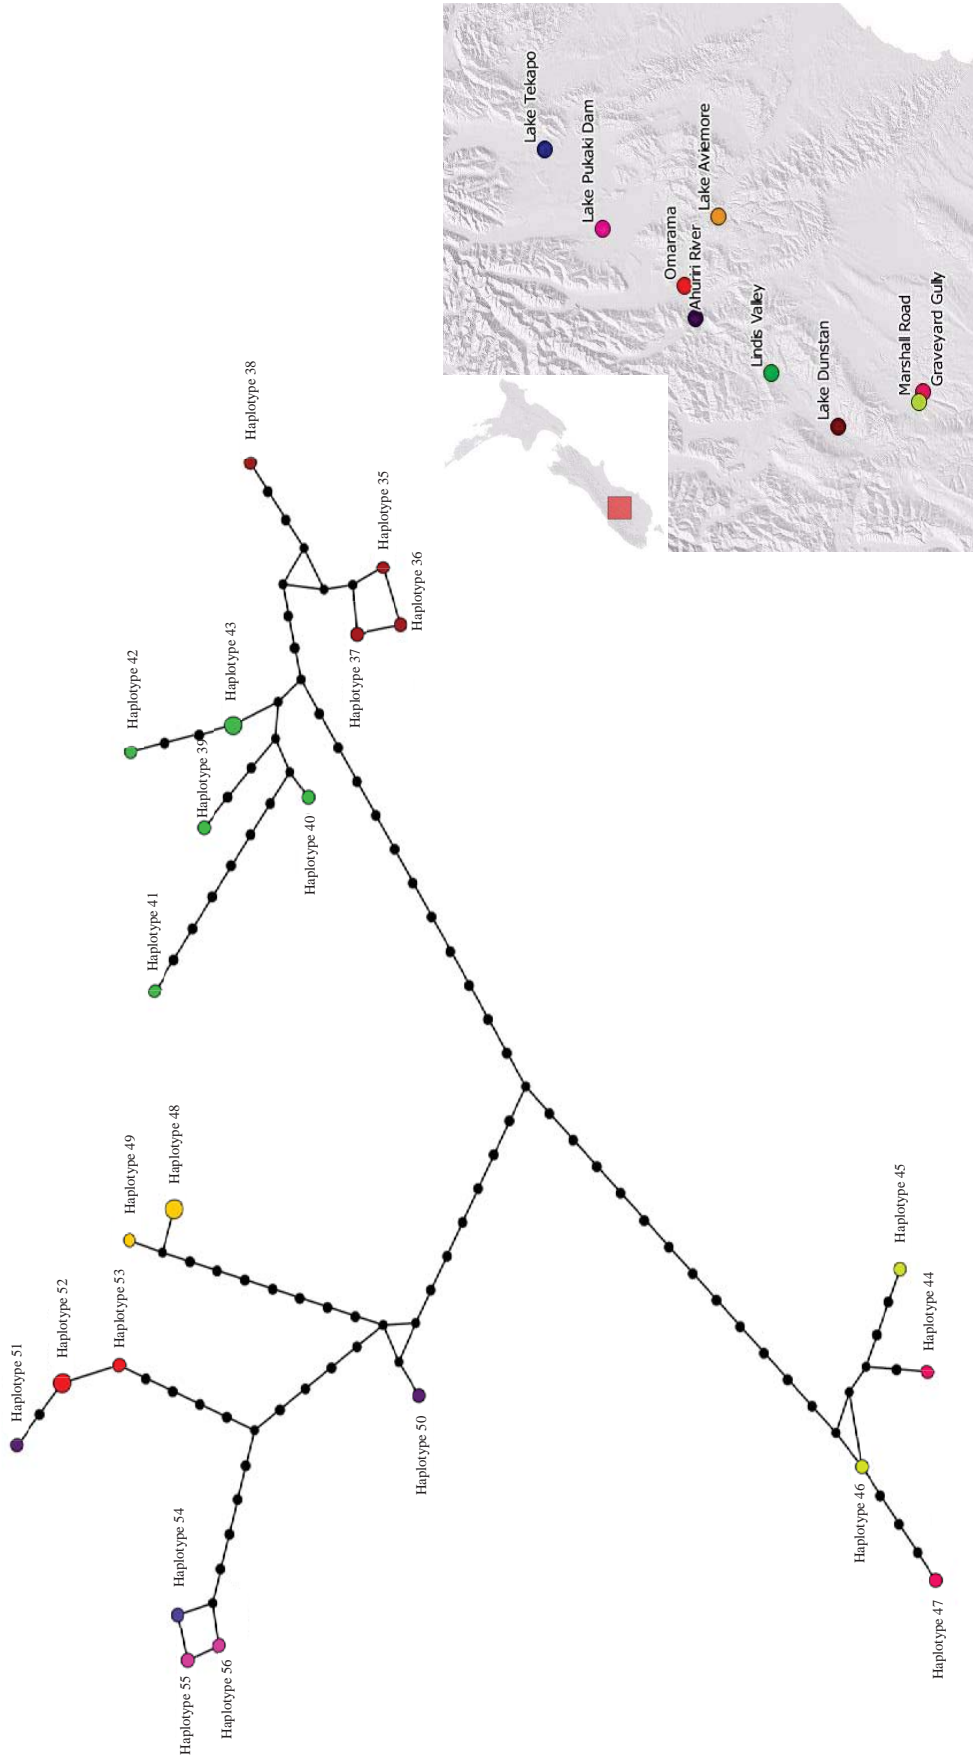 Lake Tekapo
Lake Pukaki Dam
Lake Aviemore
Omarama
Ahuriri River
Lindis Valley
Lake Dunstan
Marshall Road
Graveyard Gully
Haplotype 38
Haplotype 35
Haplotype 36
Haplotype 37
Haplotype 43
Haplotype 42
Haplotype 39
Haplotype 40
Haplotype 41
Haplotype 48
Haplotype 49
Haplotype 53
Haplotype 52
Haplotype 51
Haplotype 50
Haplotype 54
Haplotype 55
Haplotype 56
Haplotype 45
Haplotype 44
Haplotype 46
Haplotype 47